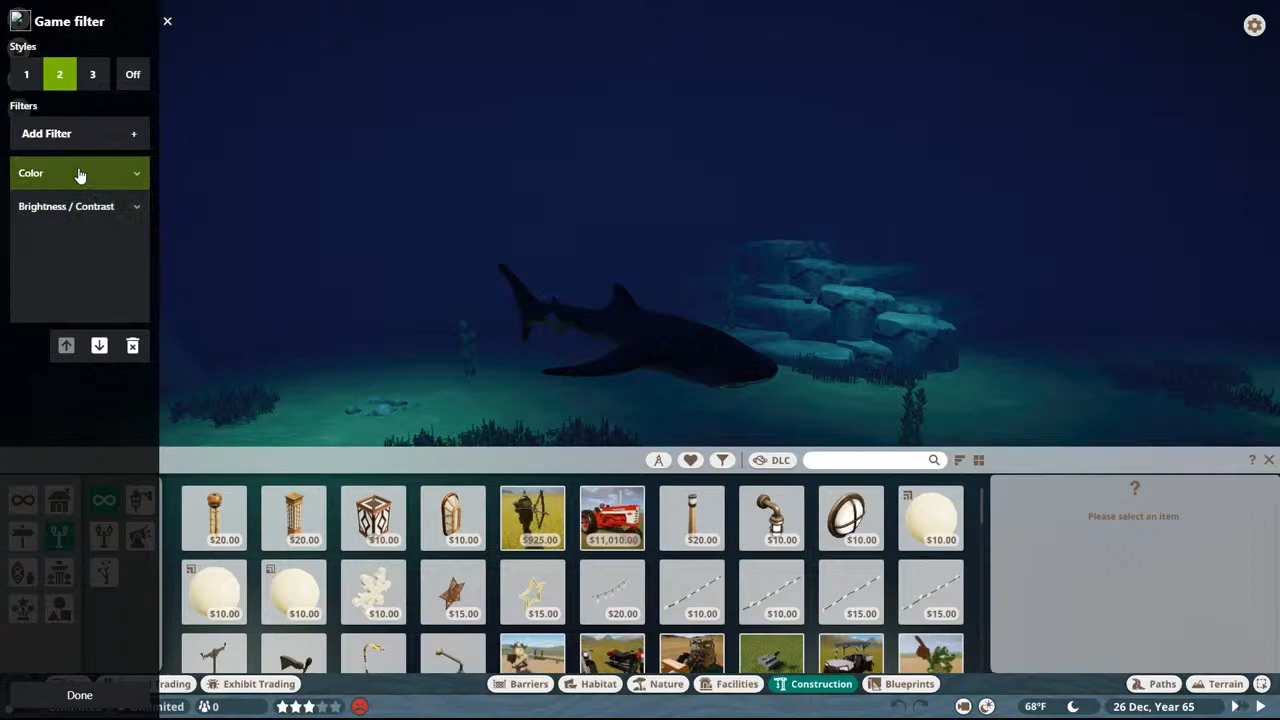 Game filter
Styles
1 2 3 Off
Filters
Add Filter +
Color
Brightness / Contrast
DLC
?
?
Please select an item
$20.00 $20.00 $10.00 $10.00 $925.00 $11,010.00 $20.00 $10.00 $10.00 $10.00
$10.00 $10.00 $10.00 $15.00 $15.00 $20.00 $10.00 $10.00 $15.00 $15.00
Done
Trading
Exhibit Trading
Barriers
Habitat
Nature
Facilities
Construction
Blueprints
Paths
Terrain
Unlimited
0
68°F
26 Dec, Year 65